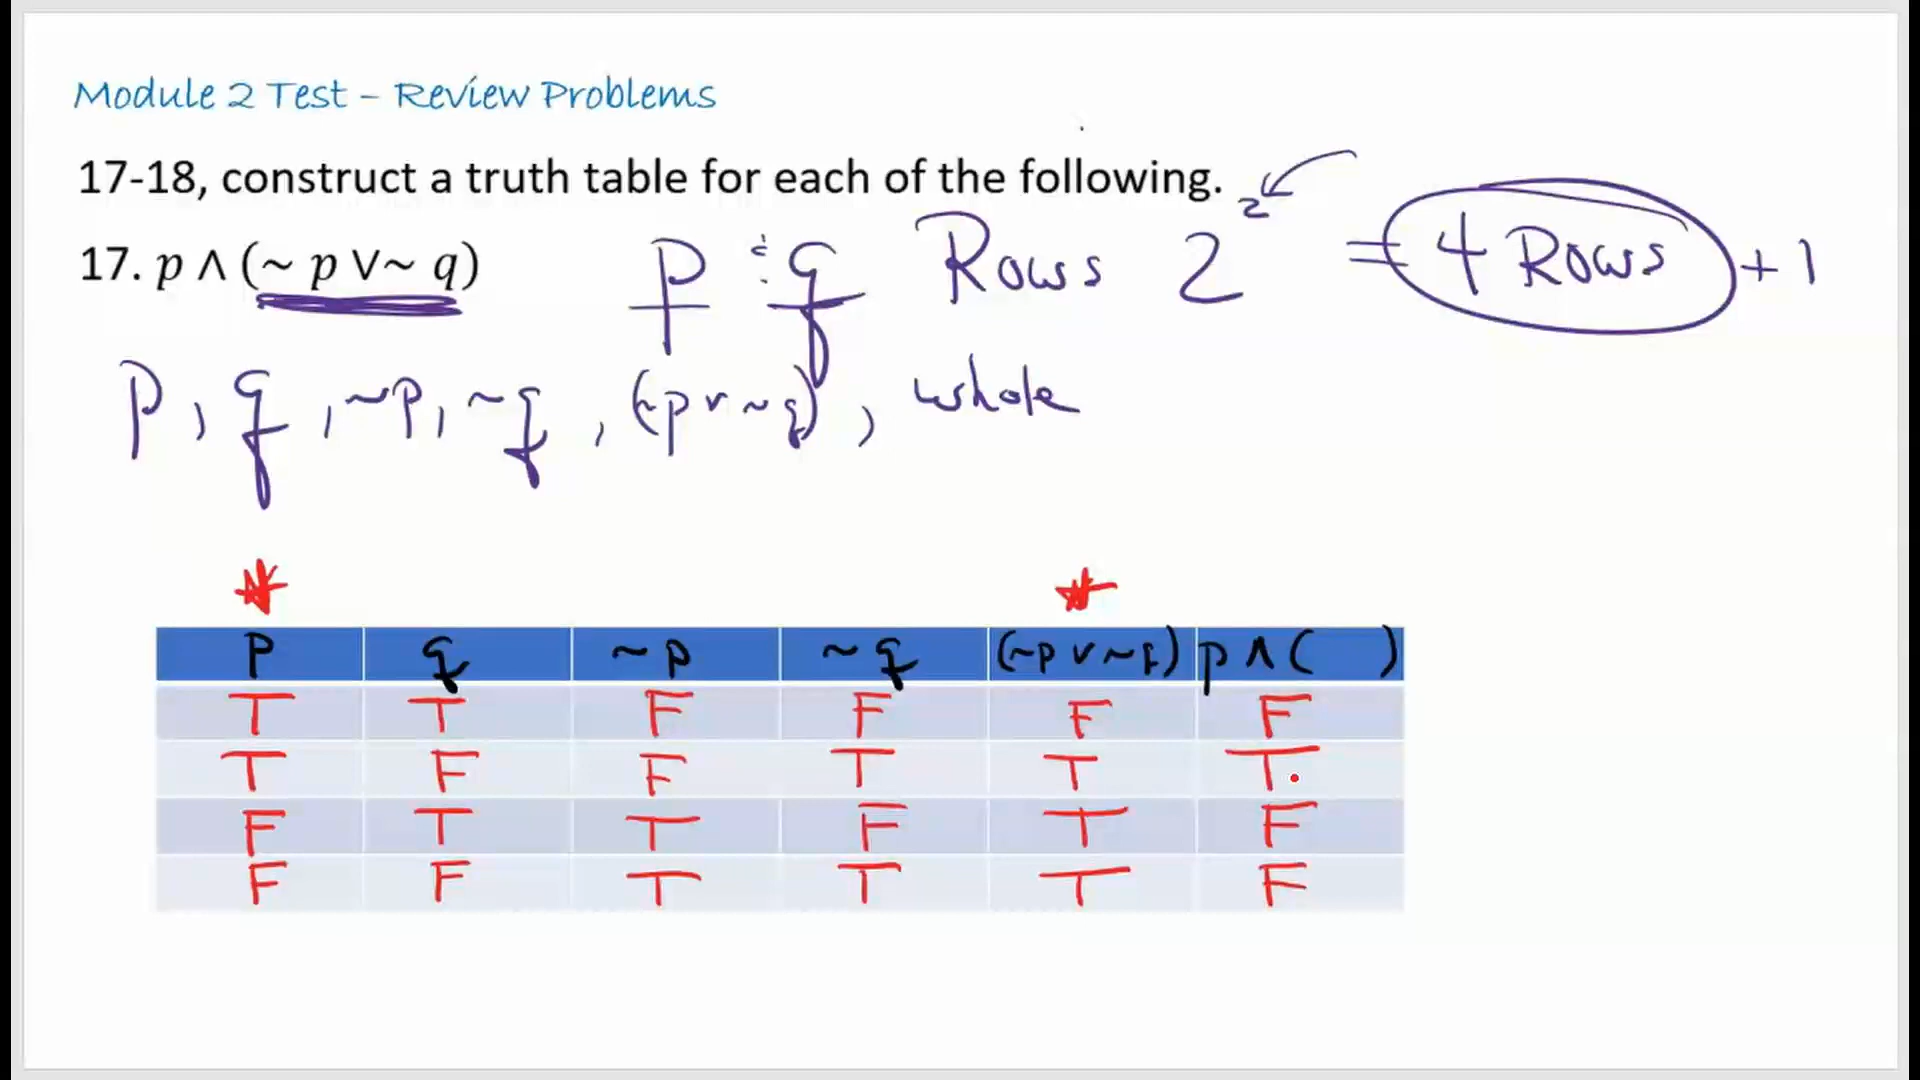 Module 2 Test – Review Problems
17-18, construct a truth table for each of the following.
17. p ∧ (~ p ∨~ q)
p & q Rows 2² = 4 Rows + 1
p, q, ~p, ~q, (~p ∨ ~q), whole
p q ~p ~q (~p ∨ ~q) p ∧ ( )
T T F F F F
T F F T T T
F T T F T F
F F T T T F